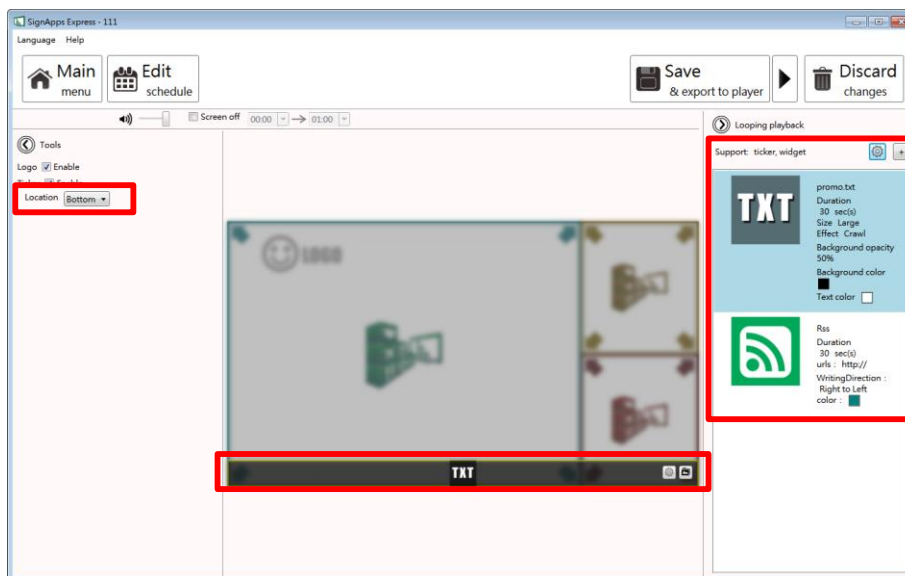 SignApps Express - 111
Language Help
Main
menu
Edit
schedule
Save
& export to player
Discard
changes
Screen off 00:00 → 01:00
Tools
Looping playback
Logo Enable
Support: ticker, widget
Enable
Location Bottom
TXT
promo.txt
Duration
30 sec(s)
Size Large
Effect Crawl
Background opacity
50%
Background color
Text color
LOGO
Rss
Duration
30 sec(s)
urls : http://
WritingDirection :
Right to Left
color :
TXT